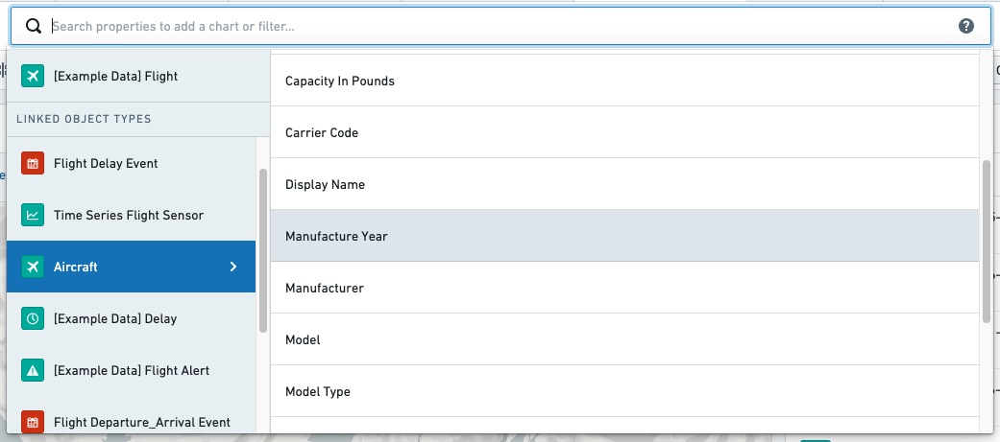 Search properties to add a chart or filter...
[Example Data] Flight
LINKED OBJECT TYPES
Flight Delay Event
Time Series Flight Sensor
Aircraft
[Example Data] Delay
[Example Data] Flight Alert
Flight Departure_Arrival Event
Capacity In Pounds
Carrier Code
Display Name
Manufacture Year
Manufacturer
Model
Model Type